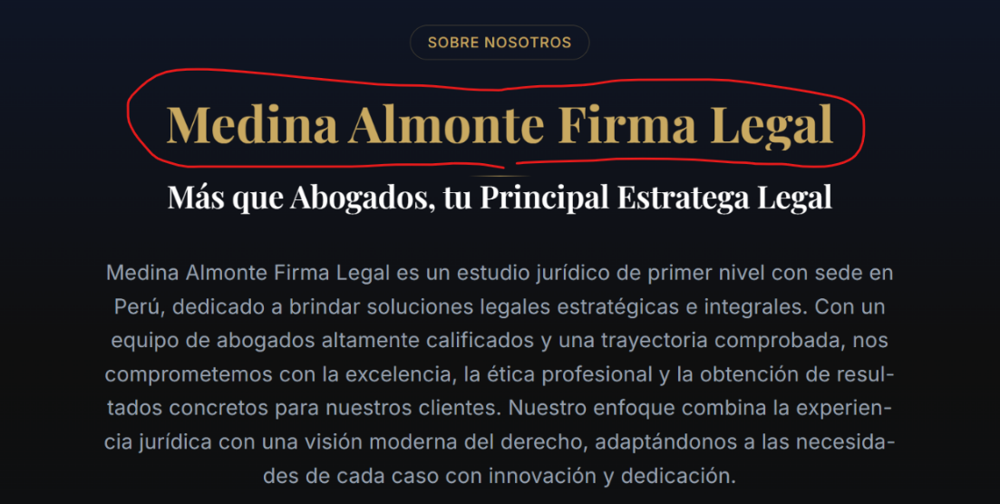 SOBRE NOSOTROS
Medina Almonte Firma Legal
Más que Abogados, tu Principal Estratega Legal
Medina Almonte Firma Legal es un estudio jurídico de primer nivel con sede en
Perú, dedicado a brindar soluciones legales estratégicas e integrales. Con un
equipo de abogados altamente calificados y una trayectoria comprobada, nos
comprometemos con la excelencia, la ética profesional y la obtención de resul-
tados concretos para nuestros clientes. Nuestro enfoque combina la experien-
cia jurídica con una visión moderna del derecho, adaptándonos a las necesida-
des de cada caso con innovación y dedicación.